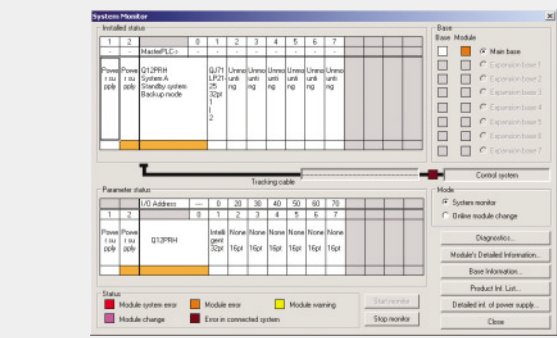 System Monitor
Installed status
Base
Base Module
1 2 0 1 2 3 4 5 6 7
- - MasterPLC-> - - - - - - - -
Main base
Expansion base 1
Expansion base 2
Expansion base 3
Expansion base 4
Expansion base 5
Expansion base 6
Expansion base 7
Powe Powe Q12PRH QJ71 Unmo Unmo Unmo Unmo Unmo Unmo
r su r su System A LP21- unti unti unti unti unti unti
pply pply Standby system 25 ng ng ng ng ng ng
Backup mode 32pt
1
2
Tracking cable
Control system
Parameter status
Mode
I/O Address --- 0 20 30 40 50 60 70
1 2 0 1 2 3 4 5 6 7
System monitor
Online module change
Powe Powe Q12PRH Intelli None None None None None None
r su r su gent
pply pply 32pt 16pt 16pt 16pt 16pt 16pt 16pt
Diagnostics...
Module's Detailed Information...
Base Information...
Product Inf. List...
Detailed inf. of power supply...
Close
Status
Module system error Module error Module warning
Module change Error in connected system
Start monitor
Stop monitor